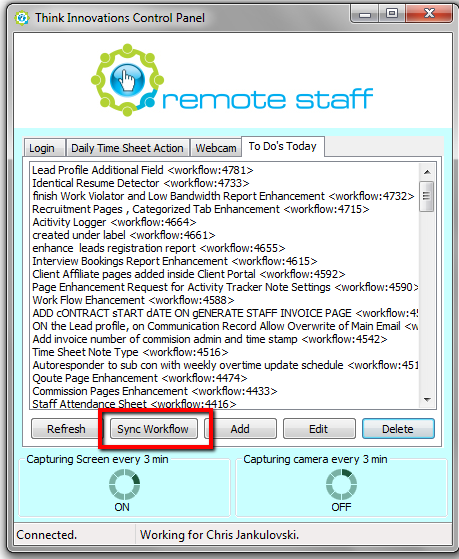 Think Innovations Control Panel
remote staff
Login Daily Time Sheet Action Webcam To Do's Today
Lead Profile Additional Field <workflow:4781>
Identical Resume Detector <workflow:4733>
finish Work Violator and Low Bandwidth Report Enhancement <workflow:4732>
Recruitment Pages , Categorized Tab Enhancement <workflow:4715>
Acitivity Logger <workflow:4664>
created under label <workflow:4661>
enhance leads registration report <workflow:4655>
Interview Bookings Report Enhancement <workflow:4615>
Client Affiliate pages added inside Client Portal <workflow:4592>
Page Enhancement Request for Activity Tracker Note Settings <workflow:4590>
Work Flow Ehancement <workflow:4588>
ADD cONTRACT sTART dATE ON gENERATE STAFF INVOICE PAGE <workflow:4
ON the Lead profile, on Communication Record Allow Overwrite of Main Email <w
Add invoice number of commision admin and time stamp <workflow:4542>
Time Sheet Note Type <workflow:4516>
Autoresponder to sub con with weekly overtime update schedule <workflow:451
Qoute Page Enhancement <workflow:4474>
Commission Pages Enhancement <workflow:4433>
Staff Attendance Sheet <workflow:4416>
Refresh Sync Workflow Add Edit Delete
Capturing Screen every 3 min Capturing camera every 3 min
ON OFF
Connected. Working for Chris Jankulovski.